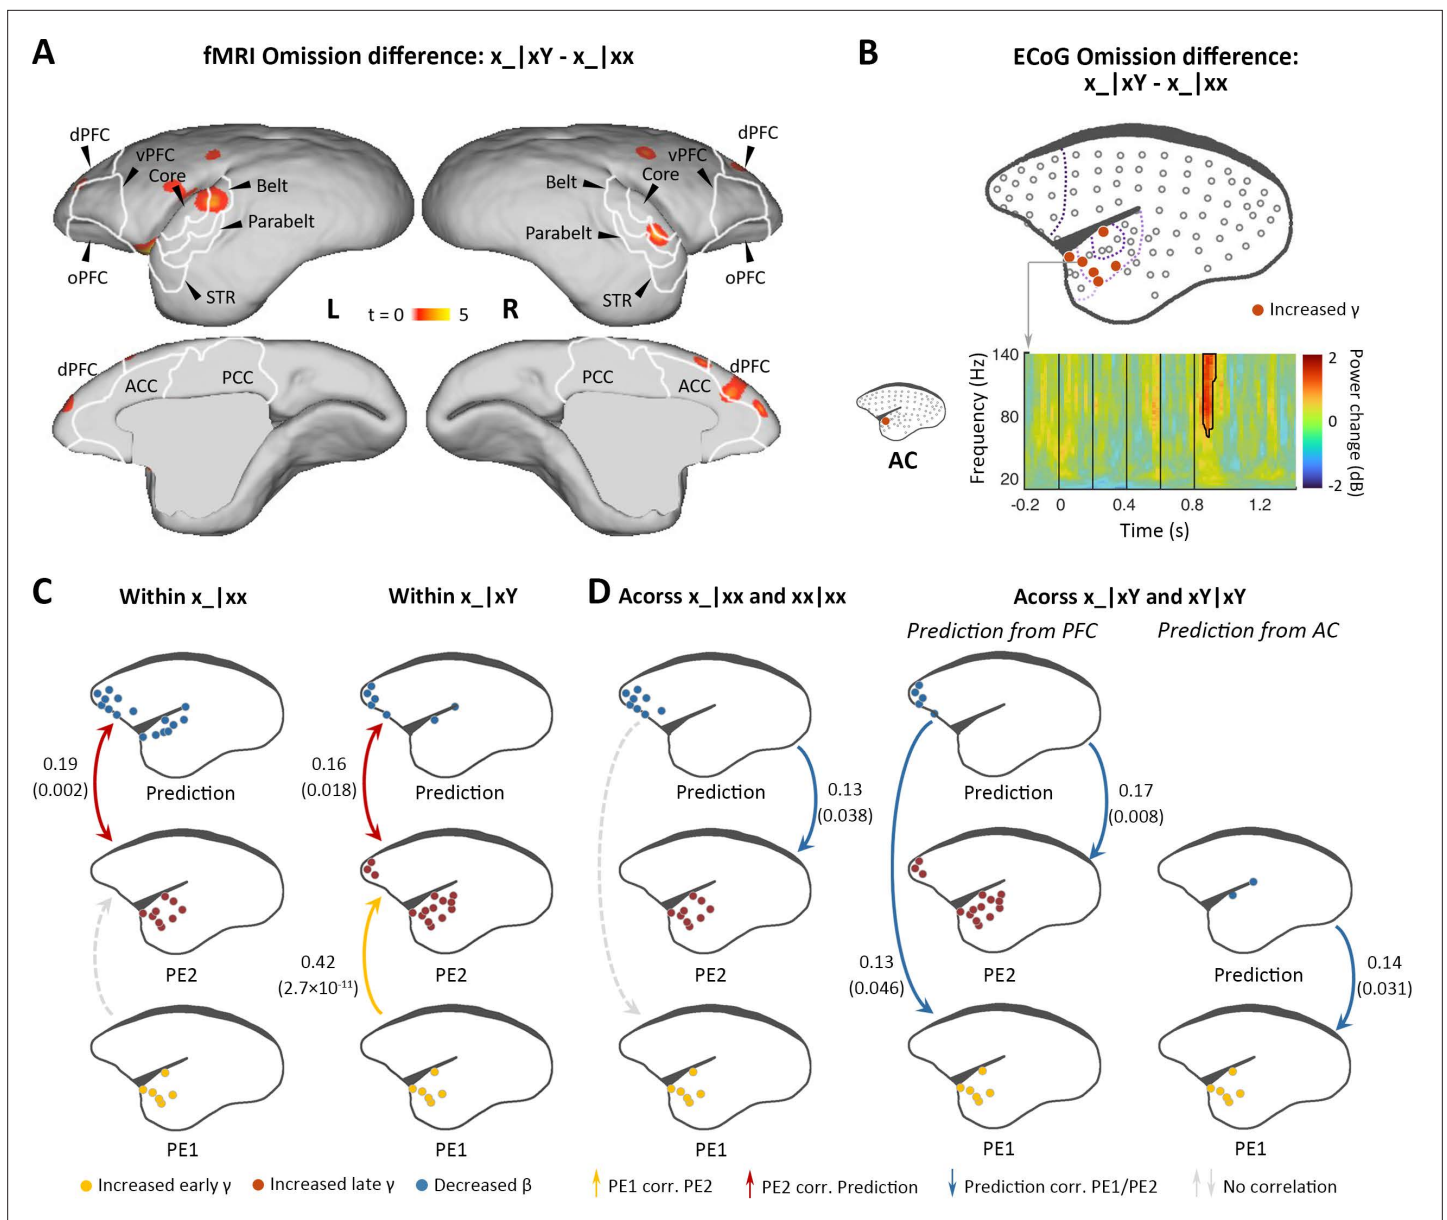 A
fMRI Omission difference: x_|xY - x_|xx
dPFC
vPFC
Core
Belt
Parabelt
oPFC
STR
dPFC
vPFC
Core
Belt
Parabelt
oPFC
STR
L
t = 0
5
R
dPFC
ACC
PCC
PCC
ACC
dPFC
B
ECoG Omission difference:
x_|xY - x_|xx
Increased γ
AC
Frequency (Hz)
140
80
20
-0.2 0 0.4 0.8 1.2
Time (s)
2
0
-2
Power change (dB)
C
Within x_|xx
Within x_|xY
0.19
(0.002)
Prediction
PE2
PE1
0.16
(0.018)
Prediction
0.42
(2.7×10-11)
PE2
PE1
D
Acorss x_|xx and xx|xx
Acorss x_|xY and xY|xY
Prediction from PFC
Prediction from AC
Prediction
0.13
(0.038)
PE2
PE1
Prediction
0.17
(0.008)
0.13
(0.046)
PE2
PE1
Prediction
0.14
(0.031)
PE1
Increased early γ
Increased late γ
Decreased β
PE1 corr. PE2
PE2 corr. Prediction
Prediction corr. PE1/PE2
No correlation